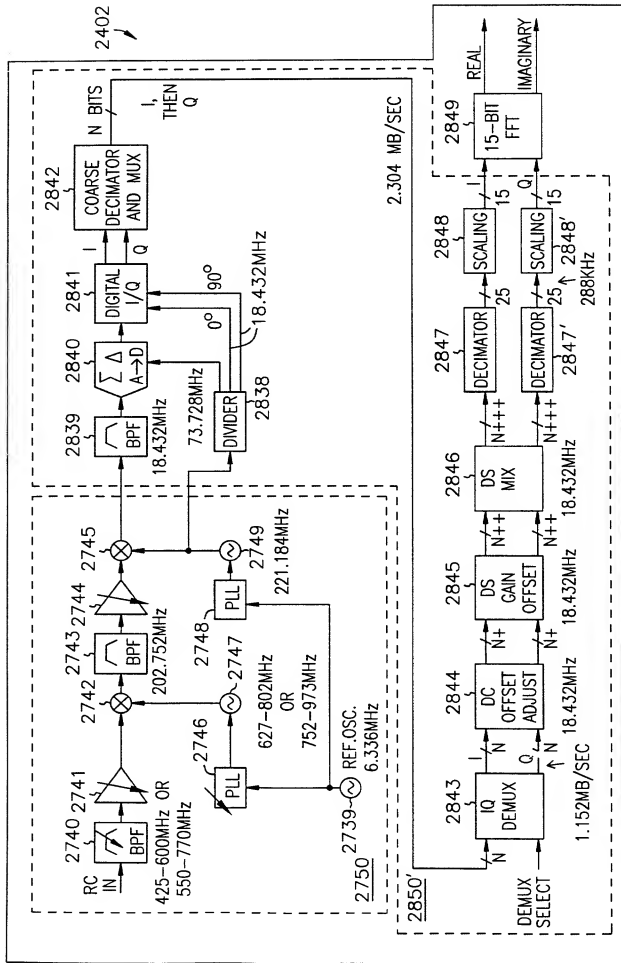 2402
RC IN
2740
BPF
425-600MHz OR
550-770MHz
2741
2742
2743
BPF
202.752MHz
2744
2745
2746
PLL
2747
627-802MHz
OR
752-973MHz
2748
PLL
2749
221.184MHz
2739
REF.OSC.
6.336MHz
2750
2839
BPF
18.432MHz
2840
Σ Δ
A→D
2841
DIGITAL
I/Q
I
Q
2842
COARSE
DECIMATOR
AND MUX
N BITS
I,
THEN
Q
73.728MHz
DIVIDER
2838
0°
90°
18.432MHz
2.304 MB/SEC
2850'
N
DEMUX
SELECT
2843
IQ
DEMUX
I
N
Q
N
1.152MB/SEC
2844
DC
OFFSET
ADJUST
18.432MHz
N+
N+
2845
DS
GAIN
OFFSET
18.432MHz
N++
N++
2846
DS
MIX
18.432MHz
N+++
N+++
2847
DECIMATOR
DECIMATOR
2847'
25
25
2848
SCALING
SCALING
2848'
288KHz
I
15
Q
15
2849
15-BIT
FFT
REAL
IMAGINARY